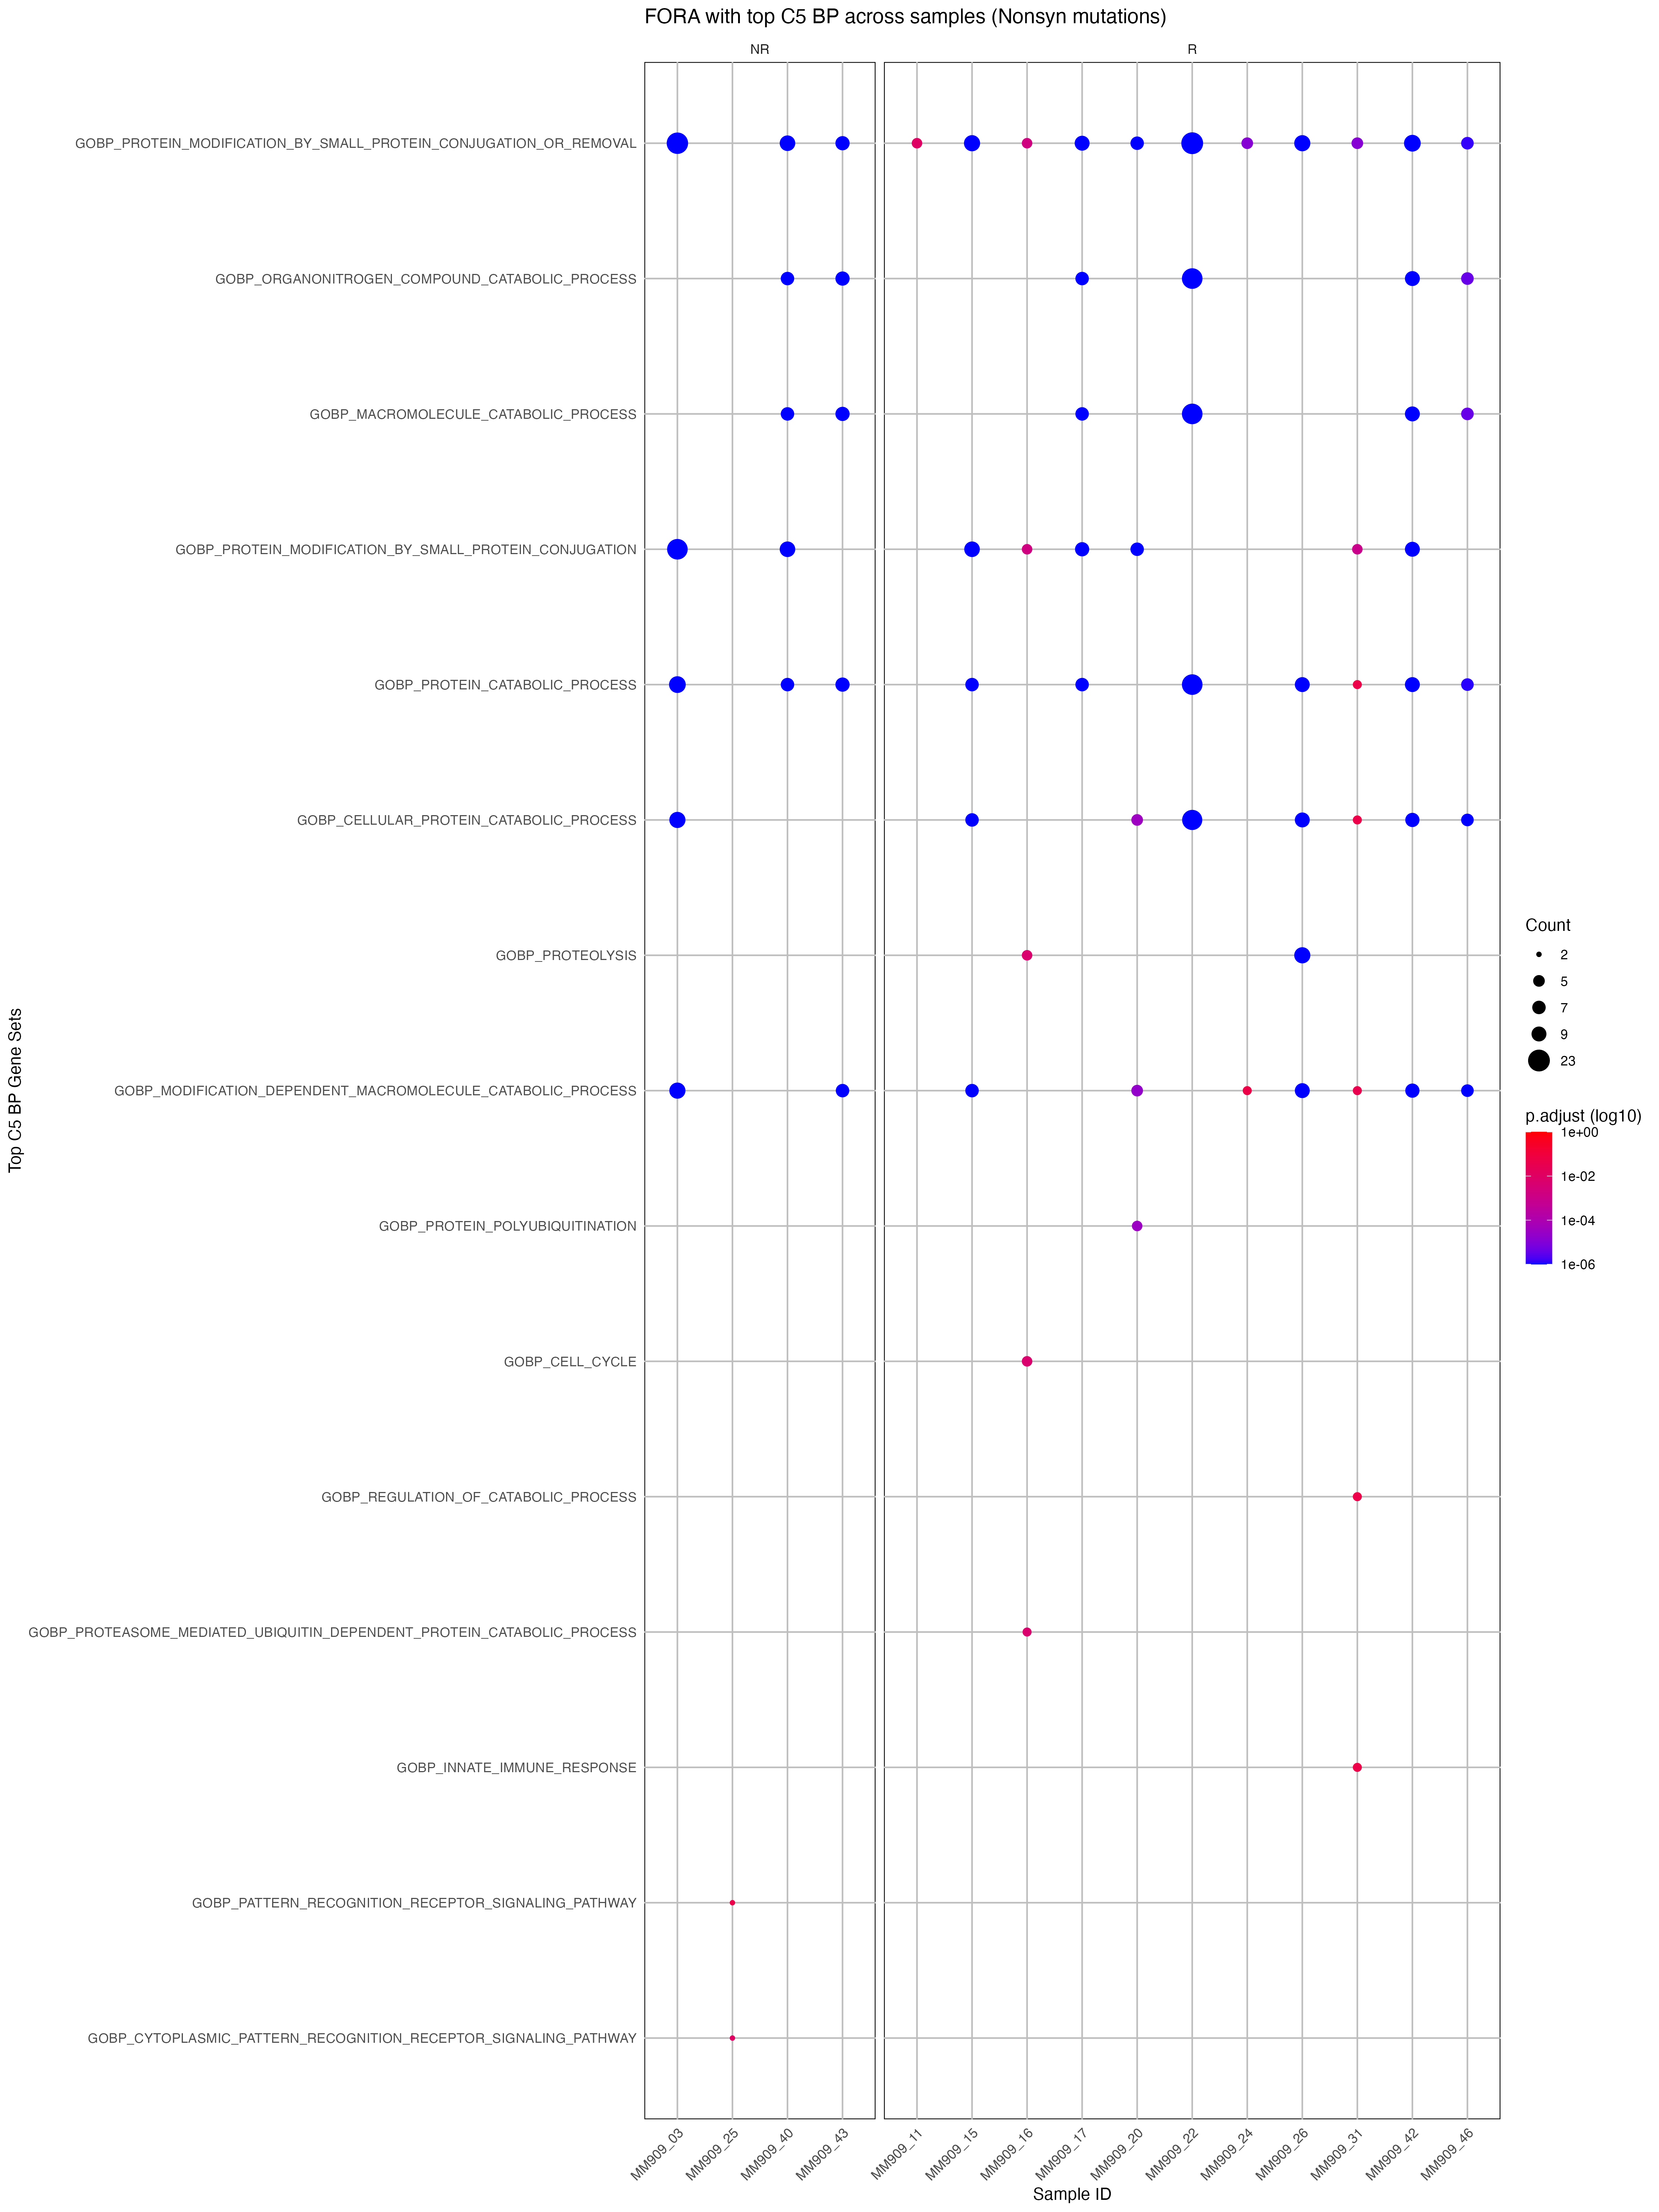 FORA with top C5 BP across samples (Nonsyn mutations)
NR
R
GOBP_PROTEIN_MODIFICATION_BY_SMALL_PROTEIN_CONJUGATION_OR_REMOVAL
GOBP_ORGANONITROGEN_COMPOUND_CATABOLIC_PROCESS
GOBP_MACROMOLECULE_CATABOLIC_PROCESS
GOBP_PROTEIN_MODIFICATION_BY_SMALL_PROTEIN_CONJUGATION
GOBP_PROTEIN_CATABOLIC_PROCESS
GOBP_CELLULAR_PROTEIN_CATABOLIC_PROCESS
GOBP_PROTEOLYSIS
GOBP_MODIFICATION_DEPENDENT_MACROMOLECULE_CATABOLIC_PROCESS
GOBP_PROTEIN_POLYUBIQUITINATION
GOBP_CELL_CYCLE
GOBP_REGULATION_OF_CATABOLIC_PROCESS
GOBP_PROTEASOME_MEDIATED_UBIQUITIN_DEPENDENT_PROTEIN_CATABOLIC_PROCESS
GOBP_INNATE_IMMUNE_RESPONSE
GOBP_PATTERN_RECOGNITION_RECEPTOR_SIGNALING_PATHWAY
GOBP_CYTOPLASMIC_PATTERN_RECOGNITION_RECEPTOR_SIGNALING_PATHWAY
Top C5 BP Gene Sets
MM909_03
MM909_25
MM909_40
MM909_43
MM909_11
MM909_15
MM909_16
MM909_17
MM909_20
MM909_22
MM909_24
MM909_26
MM909_31
MM909_42
MM909_46
Sample ID
Count
2
5
7
9
23
p.adjust (log10)
1e+00
1e-02
1e-04
1e-06